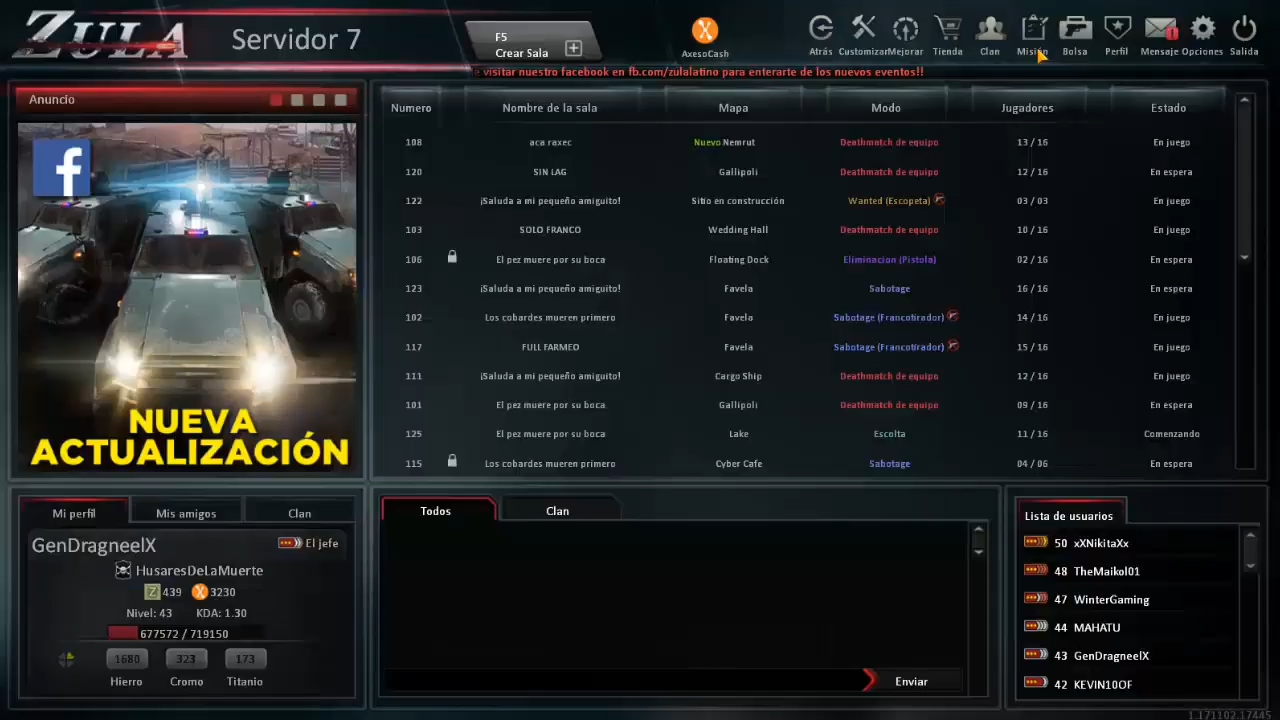 ZULA
Servidor 7
F5
Crear Sala
AxesoCash
Atrás
Customizar
Mejorar
Tienda
Clan
Misión
Bolsa
Perfil
Mensaje
Opciones
Salida
e visitar nuestro facebook en fb.com/zulalatino para enterarte de los nuevos eventos!!
Anuncio
NUEVA
ACTUALIZACIÓN
Numero Nombre de la sala Mapa Modo Jugadores Estado
108 aca raxec Nuevo Nemrut Deathmatch de equipo 13 / 16 En juego
120 SIN LAG Gallipoli Deathmatch de equipo 12 / 16 En espera
122 ¡Saluda a mi pequeño amiguito! Sitio en construcción Wanted (Escopeta) 03 / 03 En juego
103 SOLO FRANCO Wedding Hall Deathmatch de equipo 10 / 16 En juego
106 El pez muere por su boca Floating Dock Eliminacion (Pistola) 02 / 16 En espera
123 ¡Saluda a mi pequeño amiguito! Favela Sabotage 16 / 16 En espera
102 Los cobardes mueren primero Favela Sabotage (Francotirador) 14 / 16 En juego
117 FULL FARMEO Favela Sabotage (Francotirador) 15 / 16 En juego
111 ¡Saluda a mi pequeño amiguito! Cargo Ship Deathmatch de equipo 12 / 16 En juego
101 El pez muere por su boca Gallipoli Deathmatch de equipo 09 / 16 En espera
125 El pez muere por su boca Lake Escolta 11 / 16 Comenzando
115 Los cobardes mueren primero Cyber Cafe Sabotage 04 / 06 En espera
Mi perfil Mis amigos Clan
GenDragneelX El jefe
HusaresDeLaMuerte
Z 439 X 3230
Nivel: 43 KDA: 1.30
677572 / 719150
1680 323 173
Hierro Cromo Titanio
Todos Clan
Enviar
Lista de usuarios
50 xXNikitaXx
48 TheMaikol01
47 WinterGaming
44 MAHATU
43 GenDragneelX
42 KEVIN10OF
1.171102.17445